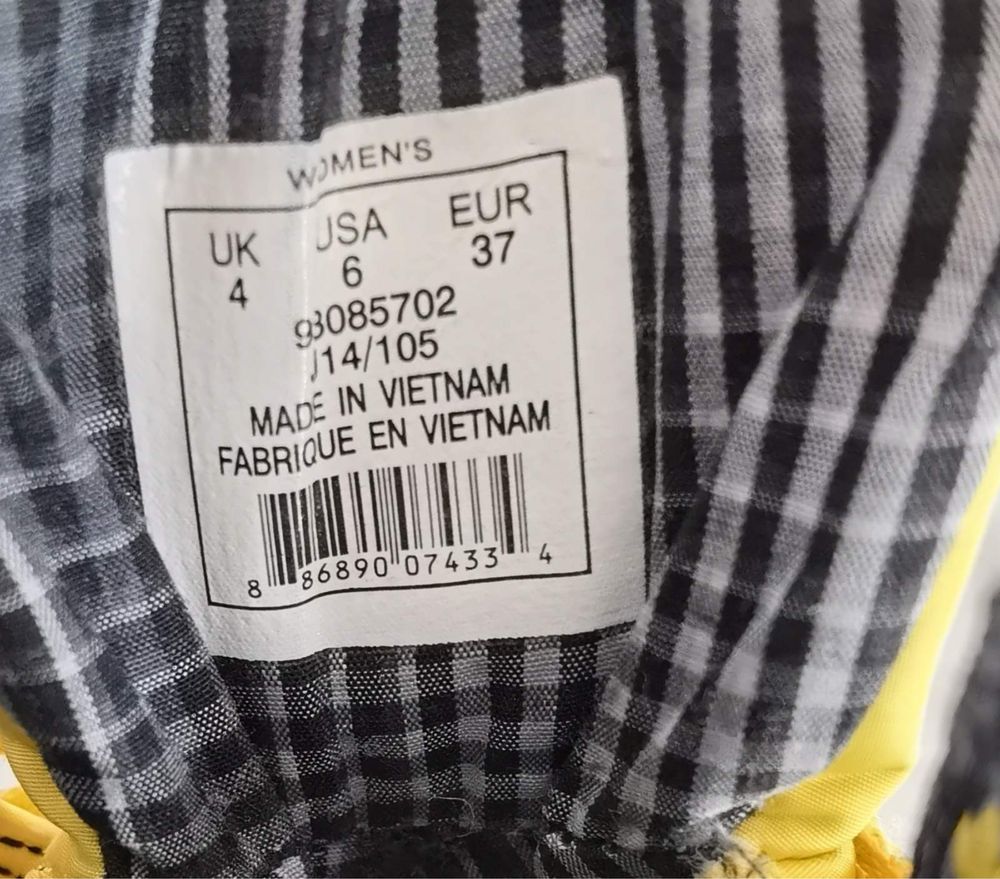 WOMEN'S
UK USA EUR
4 6 37
93085702
J14/105
MADE IN VIETNAM
FABRIQUE EN VIETNAM
8 86890 07433 4